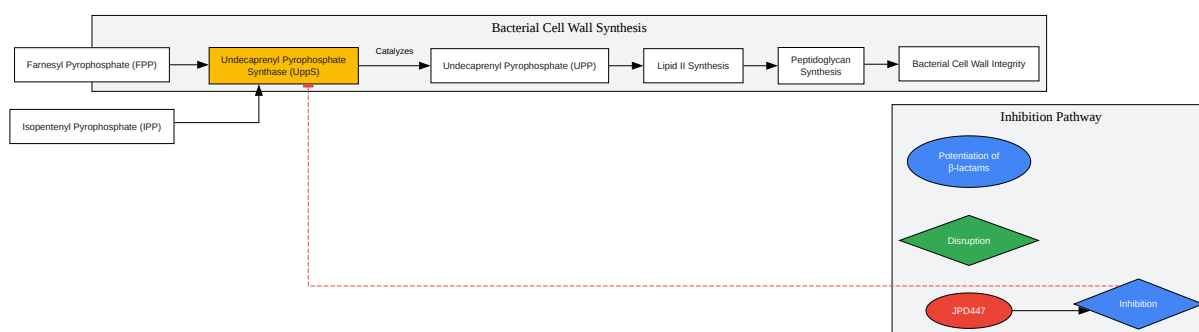 Bacterial Cell Wall Synthesis
Farnesyl Pyrophosphate (FPP)
Undecaprenyl Pyrophosphate
Synthase (UppS)
Catalyzes
Undecaprenyl Pyrophosphate (UPP)
Lipid II Synthesis
Peptidoglycan
Synthesis
Bacterial Cell Wall Integrity
Isopentenyl Pyrophosphate (IPP)
Inhibition Pathway
Potentiation of
β-lactams
Disruption
JPD447
Inhibition